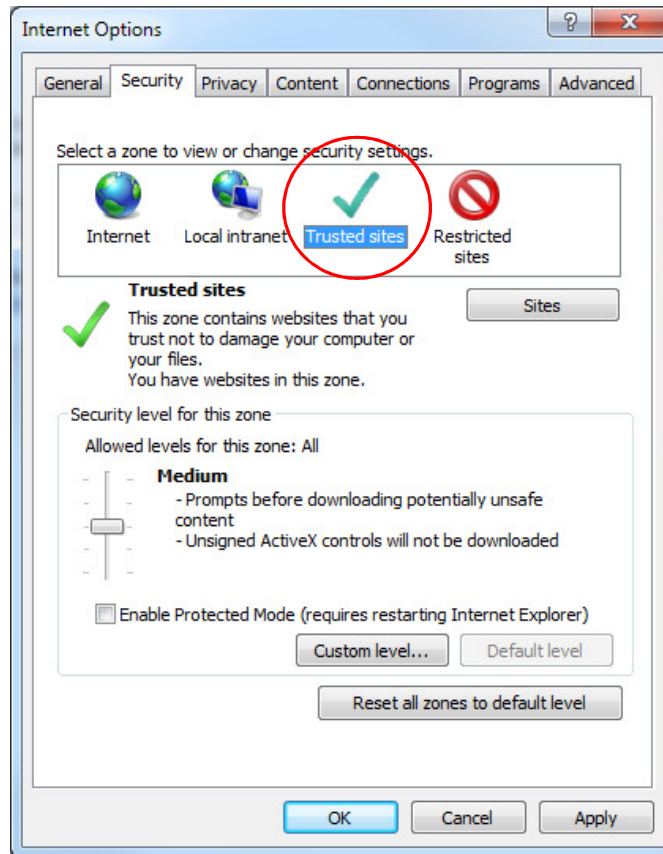 Internet Options
General Security Privacy Content Connections Programs Advanced
Select a zone to view or change security settings.
Internet Local intranet Trusted sites Restricted
sites
Trusted sites
Sites
This zone contains websites that you
trust not to damage your computer or
your files.
You have websites in this zone.
Security level for this zone
Allowed levels for this zone: All
Medium
- Prompts before downloading potentially unsafe
content
- Unsigned ActiveX controls will not be downloaded
Enable Protected Mode (requires restarting Internet Explorer)
Custom level... Default level
Reset all zones to default level
OK Cancel Apply